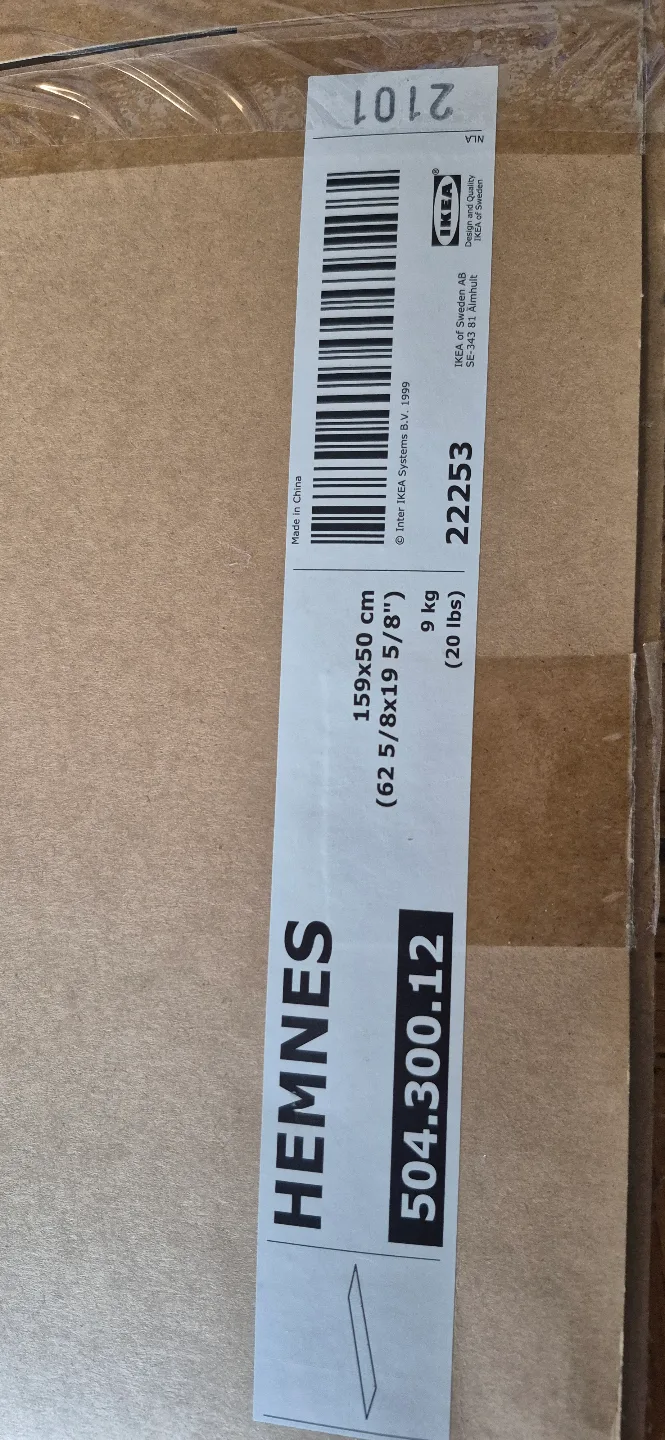 HEMNES
504.300.12
159x50 cm
(62 5/8x19 5/8")
9 kg
(20 lbs)
Made in China
© Inter IKEA Systems B.V. 1999
22253
IKEA of Sweden AB
SE-343 81 Älmhult
IKEA®
Design and Quality
IKEA of Sweden
NLA
2101